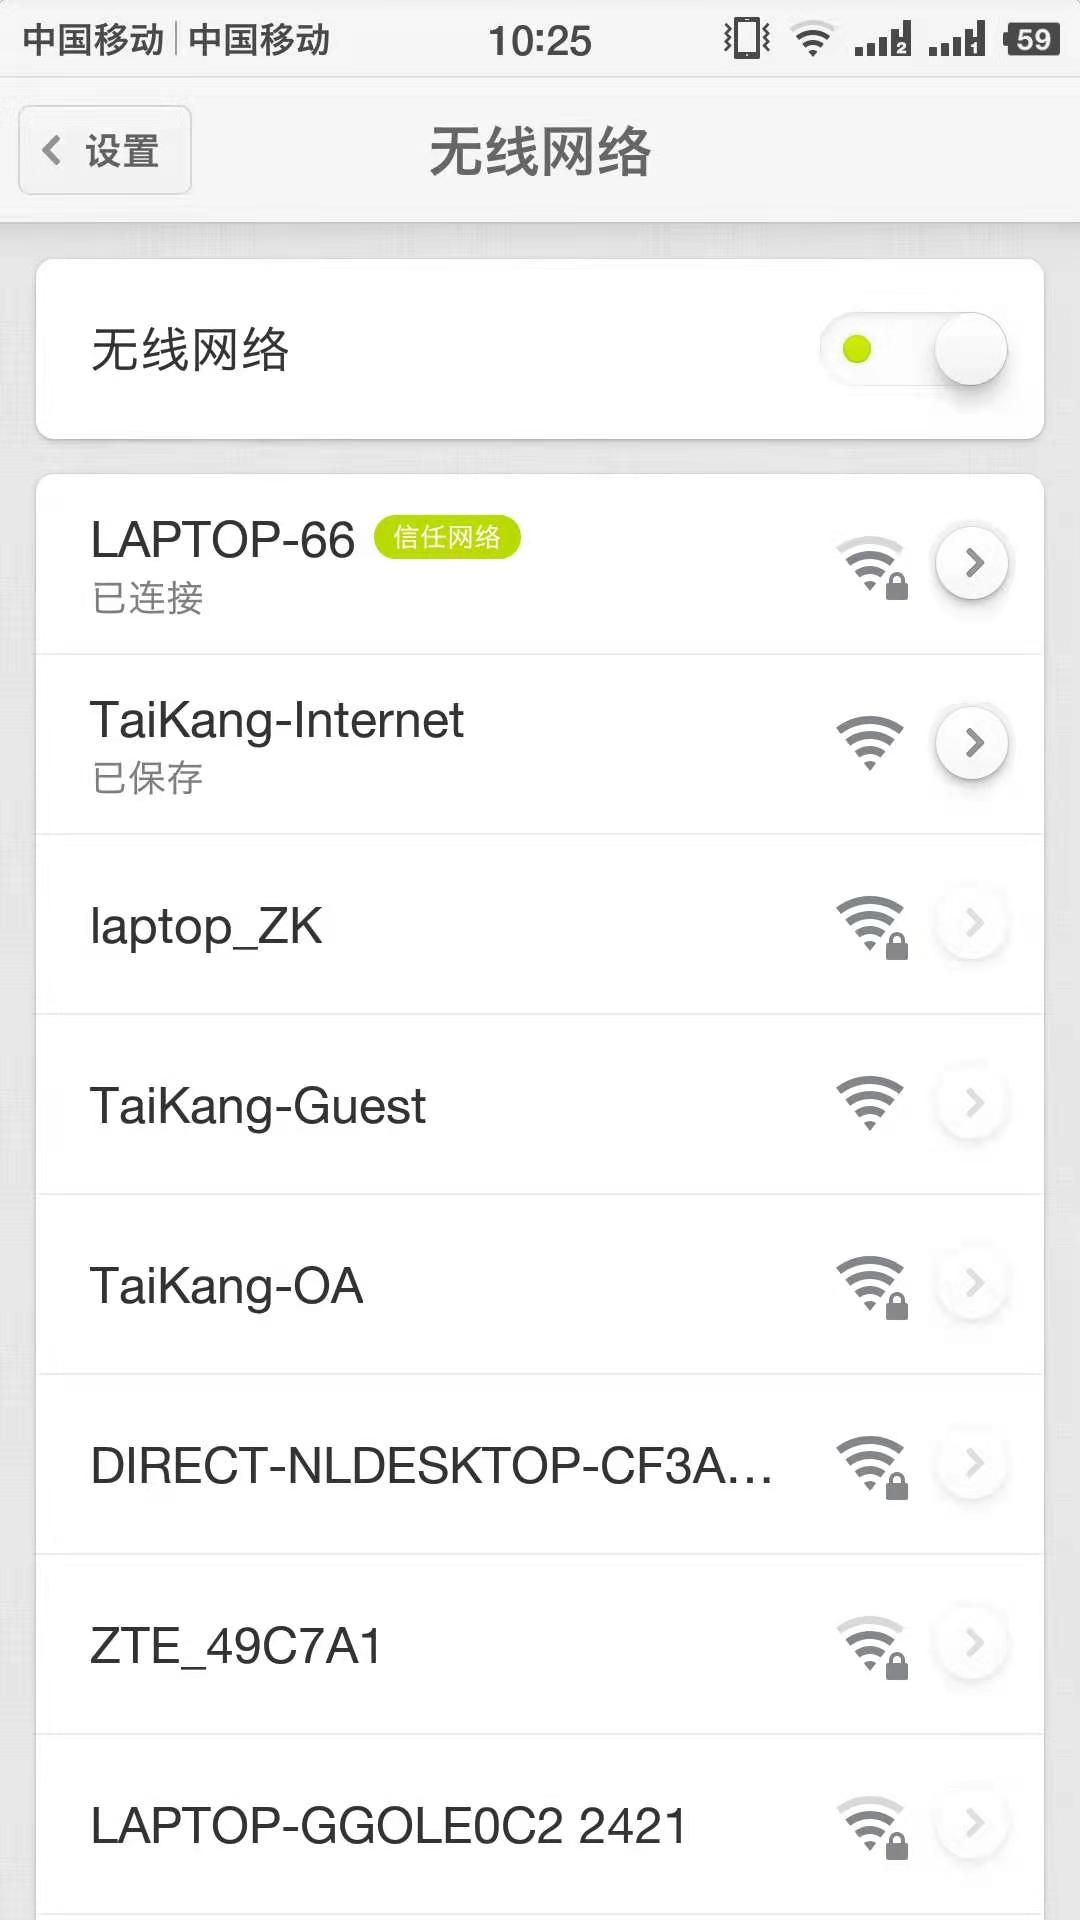 中国移动 中国移动 10:25 2 1 59
设置 无线网络
无线网络
LAPTOP-66 信任网络
已连接
TaiKang-Internet
已保存
laptop_ZK
TaiKang-Guest
TaiKang-OA
DIRECT-NLDESKTOP-CF3A...
ZTE_49C7A1
LAPTOP-GGOLE0C2 2421